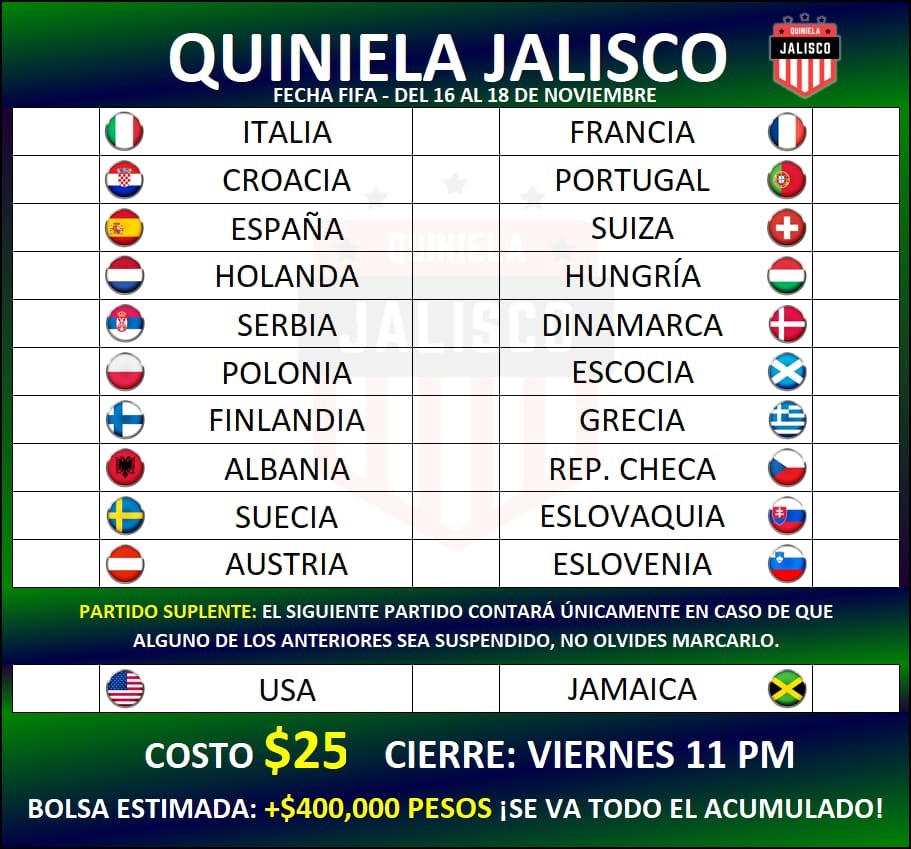 QUINIELA JALISCO
QUINIELA
JALISCO
FECHA FIFA - DEL 16 AL 18 DE NOVIEMBRE
ITALIA FRANCIA
CROACIA PORTUGAL
ESPAÑA SUIZA
QUINIELA
HOLANDA HUNGRÍA
SERBIA DINAMARCA
JALISCO
POLONIA ESCOCIA
FINLANDIA GRECIA
ALBANIA REP. CHECA
SUECIA ESLOVAQUIA
AUSTRIA ESLOVENIA
PARTIDO SUPLENTE: EL SIGUIENTE PARTIDO CONTARÁ ÚNICAMENTE EN CASO DE QUE
ALGUNO DE LOS ANTERIORES SEA SUSPENDIDO, NO OLVIDES MARCARLO.
USA JAMAICA
COSTO $25 CIERRE: VIERNES 11 PM
BOLSA ESTIMADA: +$400,000 PESOS ¡SE VA TODO EL ACUMULADO!